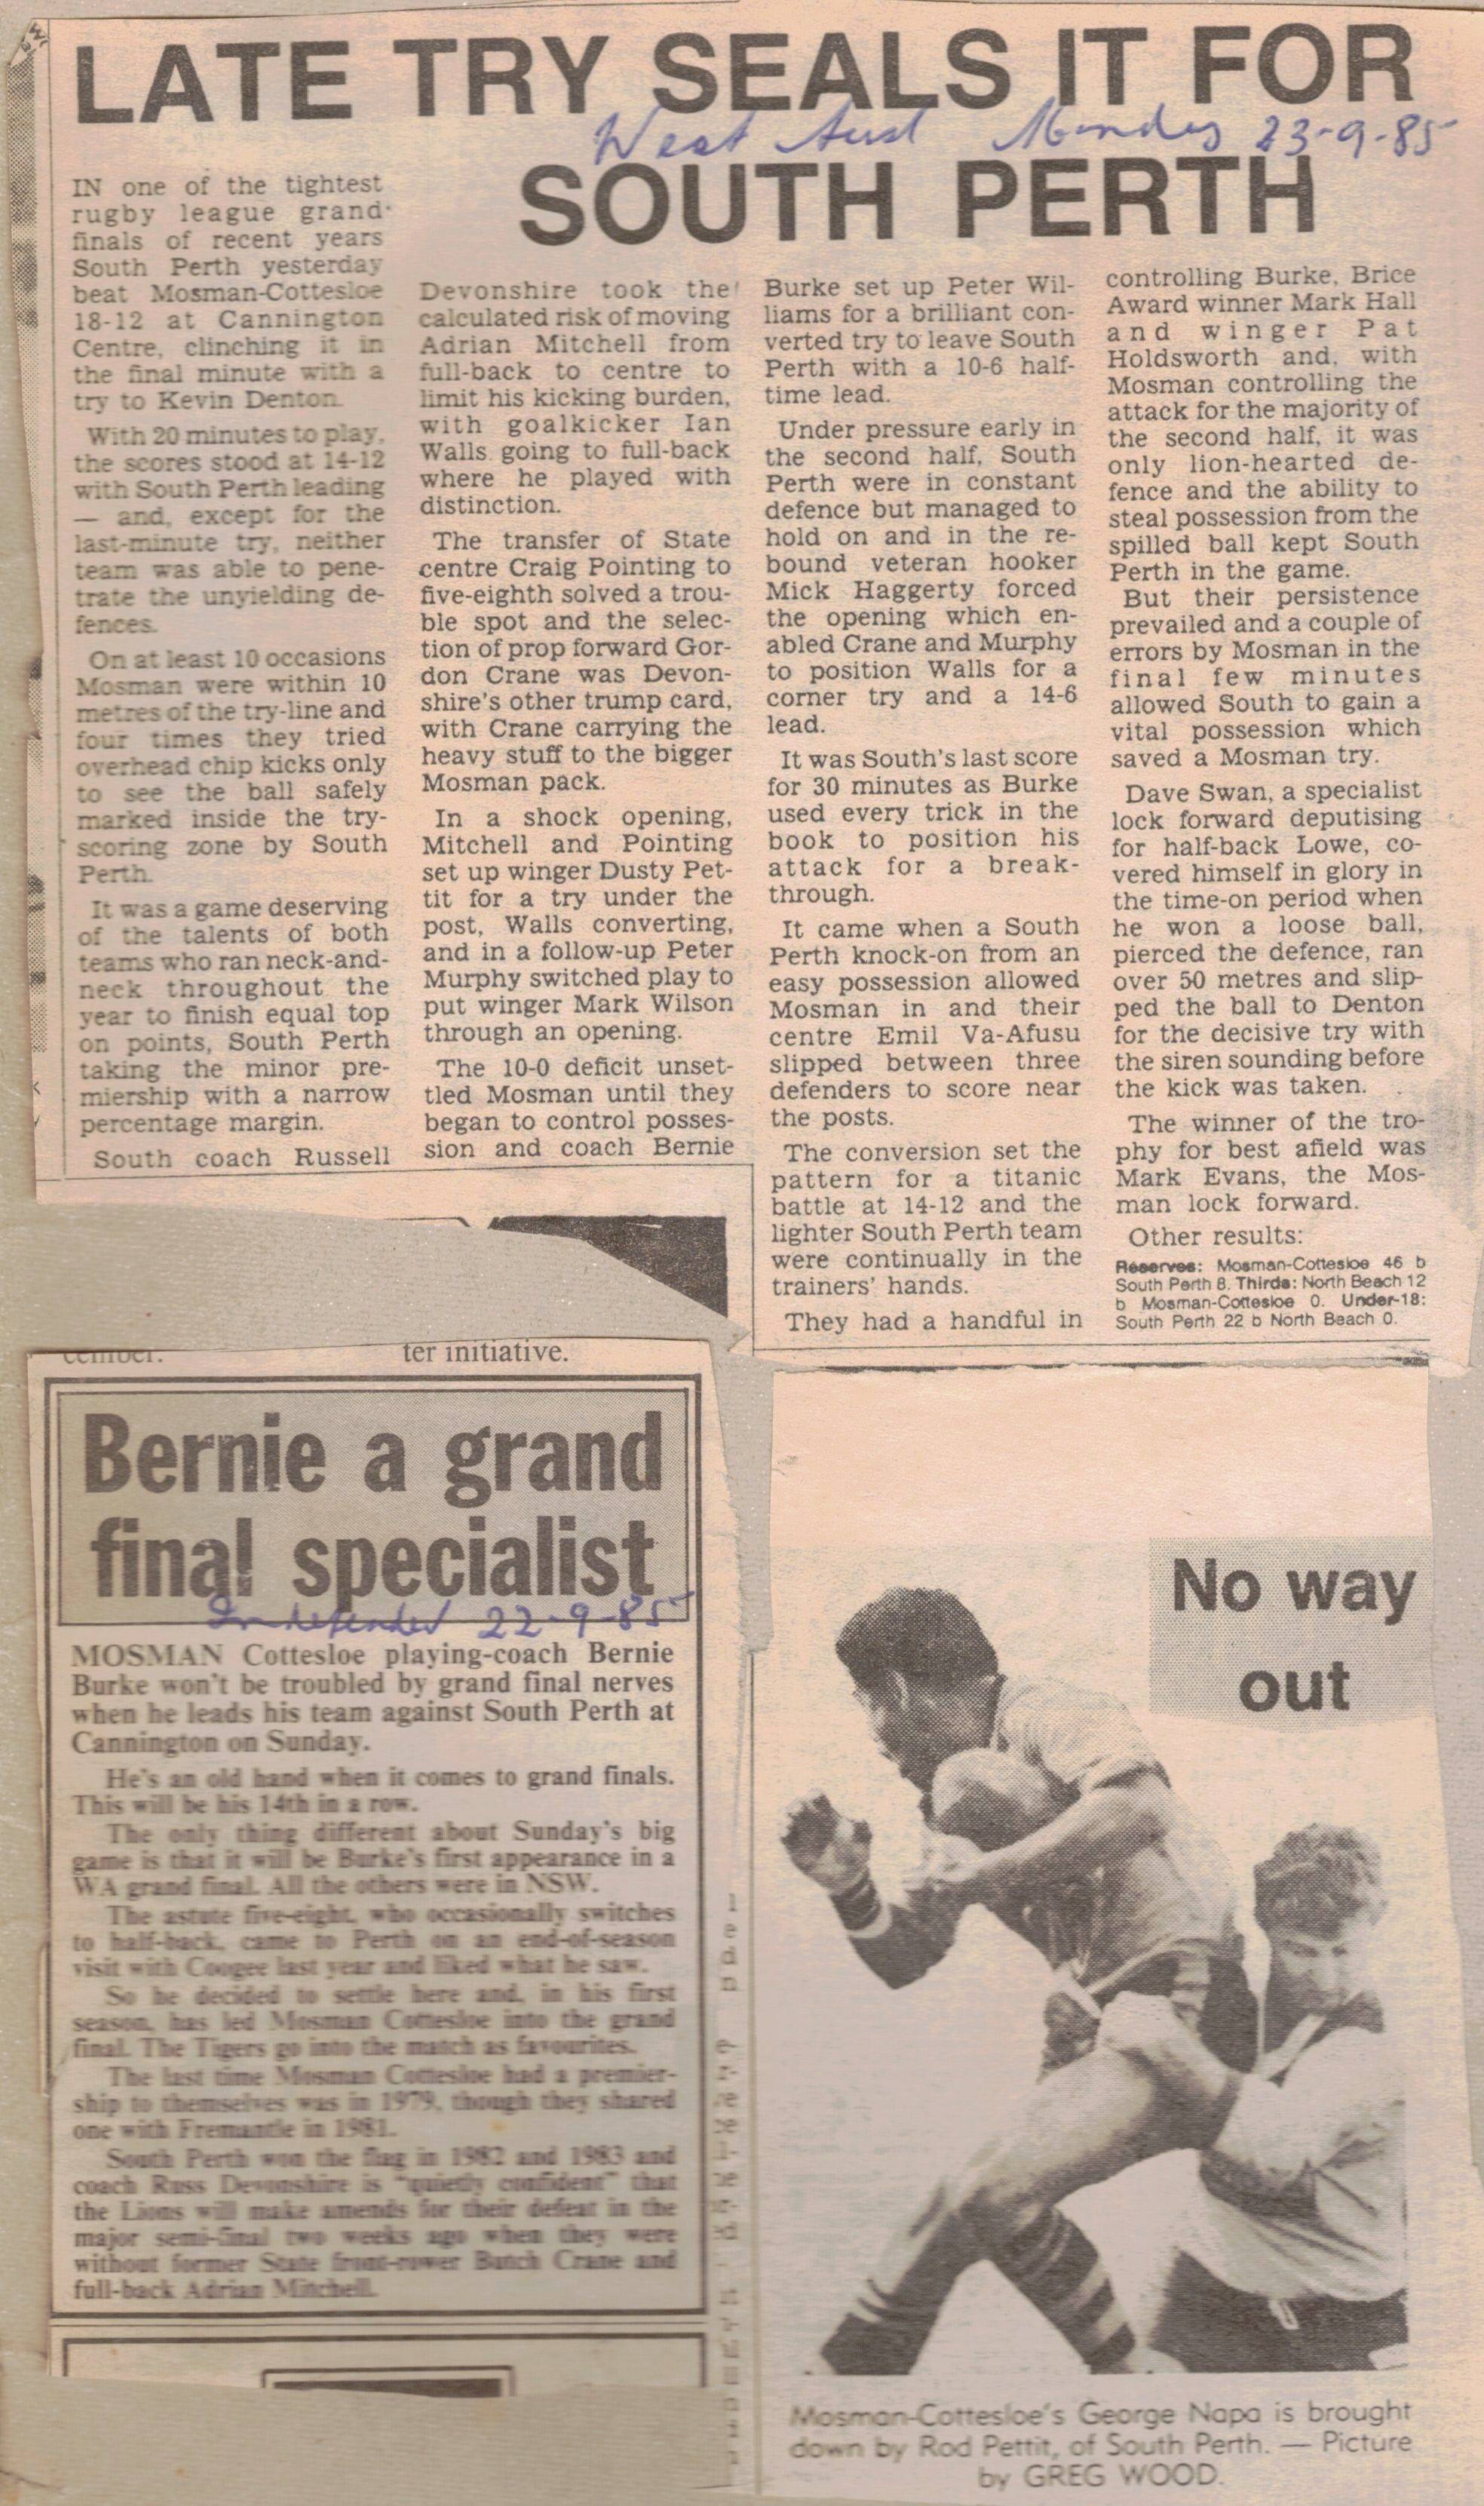 LATE TRY SEALS IT FOR
West Aust Monday 23-9-85
SOUTH PERTH
IN one of the tightest
rugby league grand
finals of recent years
South Perth yesterday
beat Mosman-Cottesloe
18-12 at Cannington
Centre, clinching it in
the final minute with a
try to Kevin Denton.
With 20 minutes to play,
the scores stood at 14-12
with South Perth leading
— and, except for the
last-minute try, neither
team was able to pene-
trate the unyielding de-
fences.
On at least 10 occasions
Mosman were within 10
metres of the try-line and
four times they tried
overhead chip kicks only
to see the ball safely
marked inside the try-
scoring zone by South
Perth.
It was a game deserving
of the talents of both
teams who ran neck-and-
neck throughout the
year to finish equal top
on points, South Perth
taking the minor pre-
miership with a narrow
percentage margin.
South coach Russell
Devonshire took the
calculated risk of moving
Adrian Mitchell from
full-back to centre to
limit his kicking burden,
with goalkicker Ian
Walls going to full-back
where he played with
distinction.
The transfer of State
centre Craig Pointing to
five-eighth solved a trou-
ble spot and the selec-
tion of prop forward Gor-
don Crane was Devon-
shire's other trump card,
with Crane carrying the
heavy stuff to the bigger
Mosman pack.
In a shock opening,
Mitchell and Pointing
set up winger Dusty Pet-
tit for a try under the
post, Walls converting,
and in a follow-up Peter
Murphy switched play to
put winger Mark Wilson
through an opening.
The 10-0 deficit unset-
tled Mosman until they
began to control posses-
sion and coach Bernie
Burke set up Peter Wil-
liams for a brilliant con-
verted try to leave South
Perth with a 10-6 half-
time lead.
Under pressure early in
the second half, South
Perth were in constant
defence but managed to
hold on and in the re-
bound veteran hooker
Mick Haggerty forced
the opening which en-
abled Crane and Murphy
to position Walls for a
corner try and a 14-6
lead.
It was South's last score
for 30 minutes as Burke
used every trick in the
book to position his
attack for a break-
through.
It came when a South
Perth knock-on from an
easy possession allowed
Mosman in and their
centre Emil Va-Afusu
slipped between three
defenders to score near
the posts.
The conversion set the
pattern for a titanic
battle at 14-12 and the
lighter South Perth team
were continually in the
trainers' hands.
They had a handful in
controlling Burke, Brice
Award winner Mark Hall
and winger Pat
Holdsworth and, with
Mosman controlling the
attack for the majority of
the second half, it was
only lion-hearted de-
fence and the ability to
steal possession from the
spilled ball kept South
Perth in the game.
But their persistence
prevailed and a couple of
errors by Mosman in the
final few minutes
allowed South to gain a
vital possession which
saved a Mosman try.
Dave Swan, a specialist
lock forward deputising
for half-back Lowe, co-
vered himself in glory in
the time-on period when
he won a loose ball,
pierced the defence, ran
over 50 metres and slip-
ped the ball to Denton
for the decisive try with
the siren sounding before
the kick was taken.
The winner of the tro-
phy for best afield was
Mark Evans, the Mos-
man lock forward.
Other results:
Reserves: Mosman-Cottesloe 46 b
South Perth 8. Thirds: North Beach 12
b Mosman-Cottesloe 0. Under-18:
South Perth 22 b North Beach 0.
ter initiative.
Bernie a grand
final specialist
22-9-85
MOSMAN Cottesloe playing-coach Bernie
Burke won't be troubled by grand final nerves
when he leads his team against South Perth at
Cannington on Sunday.
He's an old hand when it comes to grand finals.
This will be his 14th in a row.
The only thing different about Sunday's big
game is that it will be Burke's first appearance in a
WA grand final. All the others were in NSW.
The astute five-eight, who occasionally switches
to half-back, came to Perth on an end-of-season
visit with Coogee last year and liked what he saw.
So he decided to settle here and, in his first
season, has led Mosman Cottesloe into the grand
final. The Tigers go into the match as favourites.
The last time Mosman Cottesloe had a premier-
ship to themselves was in 1979, though they shared
one with Fremantle in 1981.
South Perth won the flag in 1982 and 1983 and
coach Russ Devonshire is "quietly confident" that
the Lions will make amends for their defeat in the
major semi-final two weeks ago when they were
without former State front-rower Butch Crane and
full-back Adrian Mitchell.
No way
out
Mosman-Cottesloe's George Napa is brought
down by Rod Pettit, of South Perth. — Picture
by GREG WOOD.